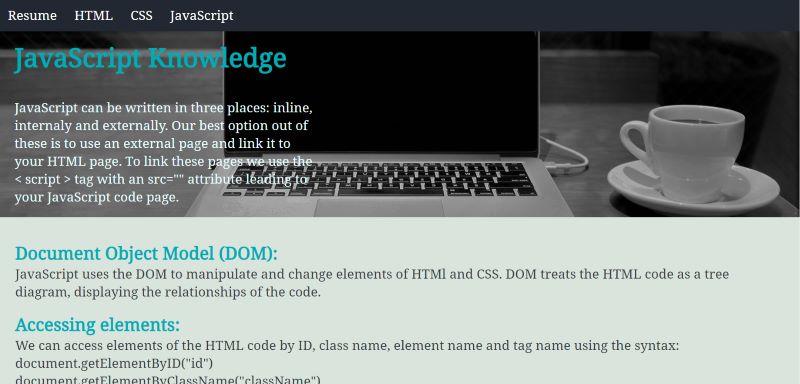 Resume HTML CSS JavaScript
JavaScript Knowledge
JavaScript can be written in three places: inline,
internaly and externally. Our best option out of
these is to use an external page and link it to
your HTML page. To link these pages we use the
< script > tag with an src="" attribute leading to
your JavaScript code page.
Document Object Model (DOM):
JavaScript uses the DOM to manipulate and change elements of HTMl and CSS. DOM treats the HTML code as a tree
diagram, displaying the relationships of the code.
Accessing elements:
We can access elements of the HTML code by ID, class name, element name and tag name using the syntax:
document.getElementByID("id")
document.getElementByClassName("className")